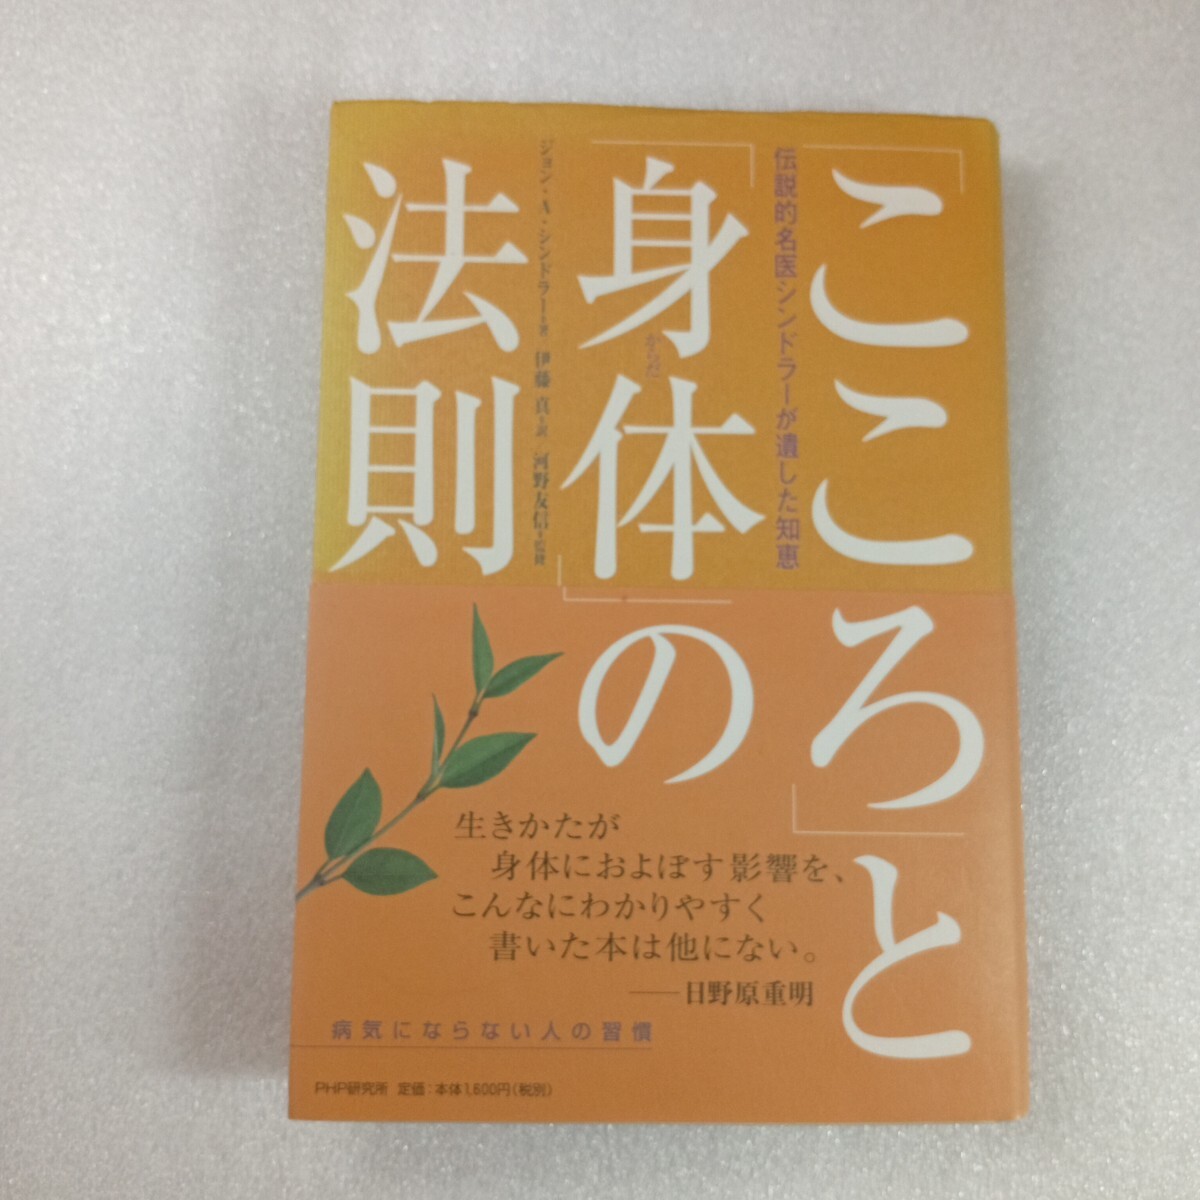 「こころ」と
伝説的名医シンドラーが遺した知恵
「身体」の
からだ
ジョン・A・シンドラー＝著 伊藤 真＝訳／河野友信＝監修
法則
生きかたが
身体におよぼす影響を、
こんなにわかりやすく
書いた本は他にない。
――日野原重明
病気にならない人の習慣
PHP研究所 定価：本体1,600円（税別）